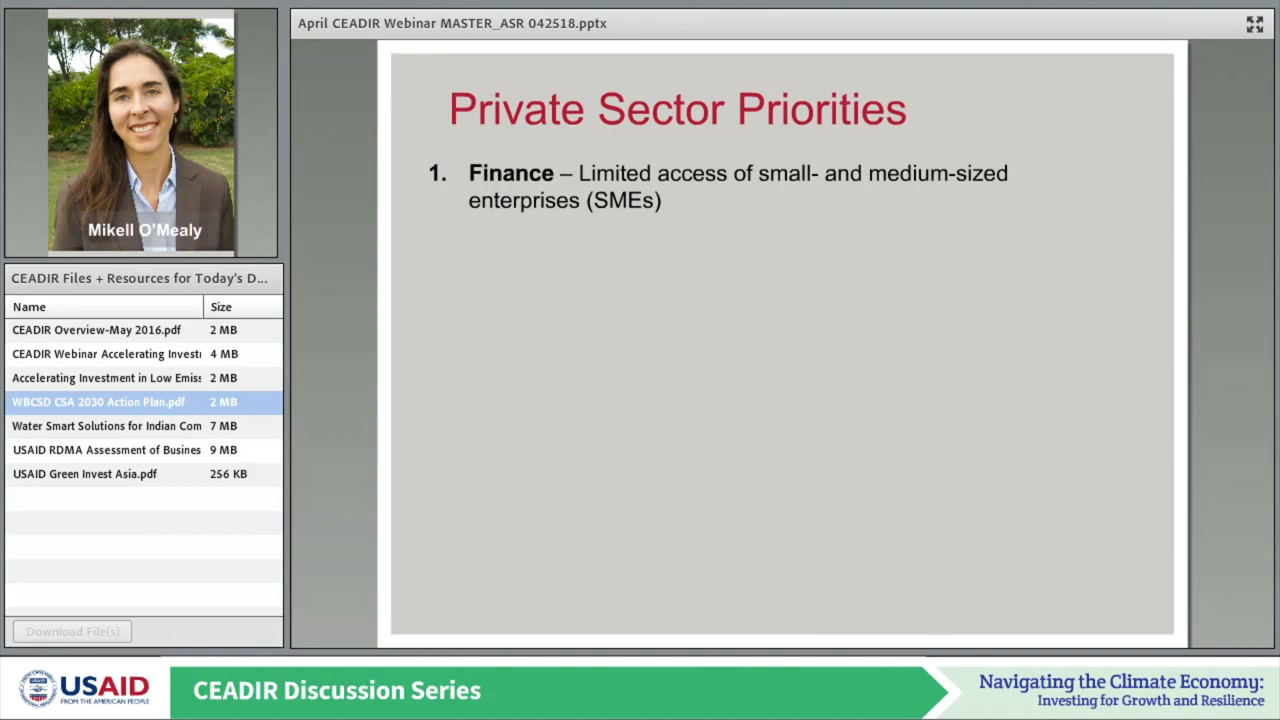 April CEADIR Webinar MASTER_ASR 042518.pptx
Mikell O'Mealy
Private Sector Priorities
1. Finance – Limited access of small- and medium-sized
enterprises (SMEs)
CEADIR Files + Resources for Today's D...
Name Size
CEADIR Overview-May 2016.pdf 2 MB
CEADIR Webinar Accelerating Investı 4 MB
Accelerating Investment in Low Emiss 2 MB
WBCSD CSA 2030 Action Plan.pdf 2 MB
Water Smart Solutions for Indian Com 7 MB
USAID RDMA Assessment of Busines 9 MB
USAID Green Invest Asia.pdf 256 KB
Download File(s)
USAID
FROM THE AMERICAN PEOPLE
CEADIR Discussion Series
Navigating the Climate Economy:
Investing for Growth and Resilience